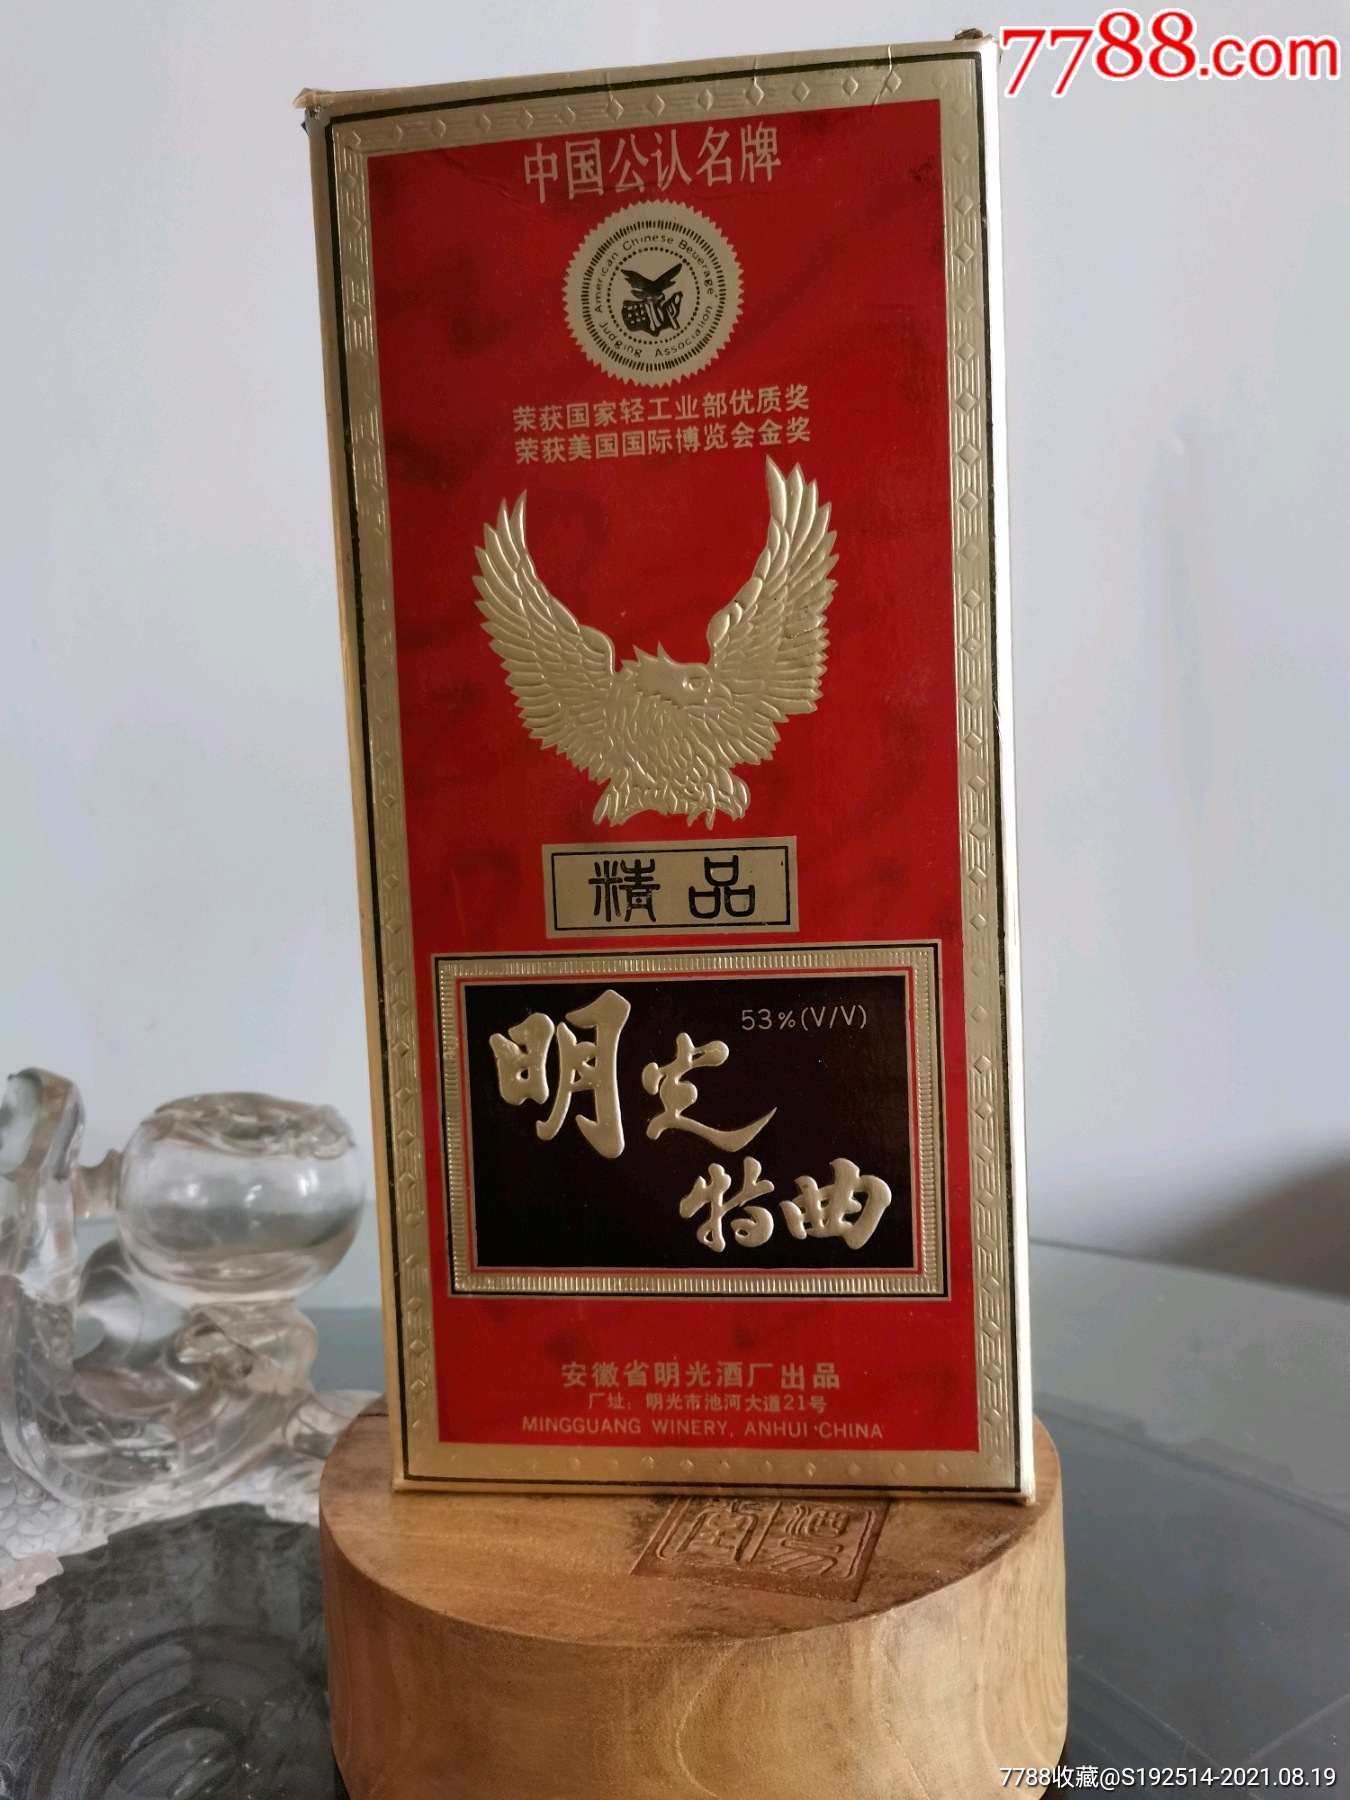 7788.com
中国公认名牌
American Chinese Beverage
Judging Association
荣获国家轻工业部优质奖
荣获美国国际博览会金奖
精品
53%(V/V)
明光
特曲
安徽省明光酒厂出品
厂址：明光市池河大道21号
MINGGUANG WINERY, ANHUI CHINA
7788收藏@S192514-2021.08.19